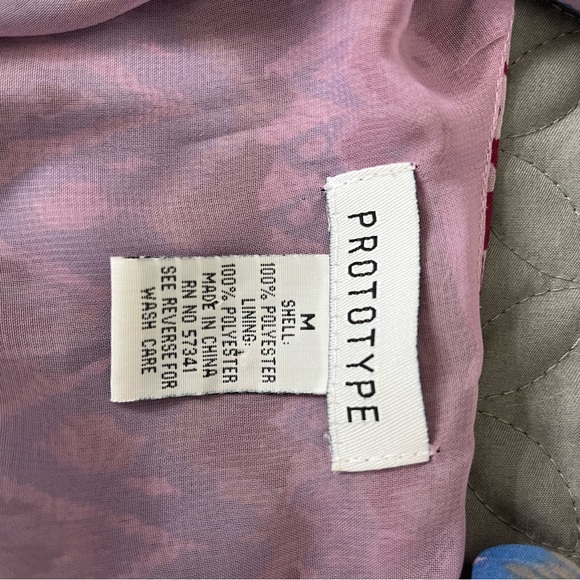 PROTOTYPE
M
SHELL:
100% POLYESTER
LINING:
100% POLYESTER
MADE IN CHINA
RN NO 57341
SEE REVERSE FOR
WASH CARE